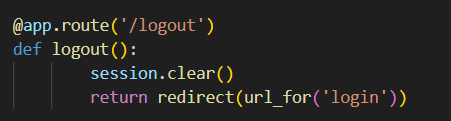 @app.route('/logout')
def logout():
        session.clear()
        return redirect(url_for('login'))